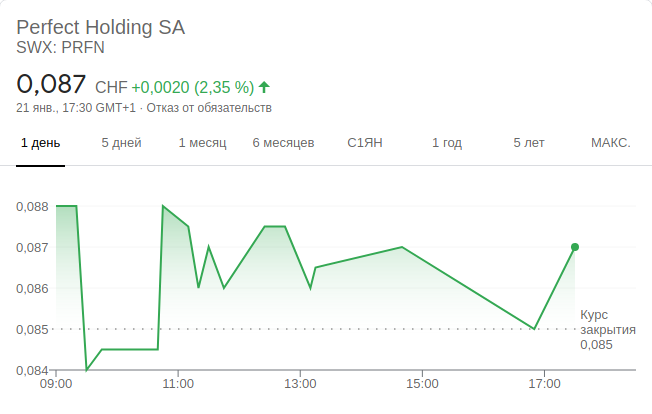 Perfect Holding SA
SWX: PRFN
0,087 CHF +0,0020 (2,35 %)
21 янв., 17:30 GMT+1 · Отказ от обязательств
1 день 5 дней 1 месяц 6 месяцев С1ЯН 1 год 5 лет МАКС.
0,088
0,087
0,086
0,085
Курс
закрытия
0,085
0,084
09:00 11:00 13:00 15:00 17:00